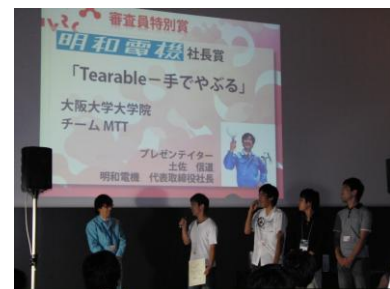 審査員特別賞
明和電機 社長賞
「Tearable－手でやぶる」
大阪大学大学院
チーム MTT
プレゼンテイター
土佐 信道
明和電機 代表取締役社長